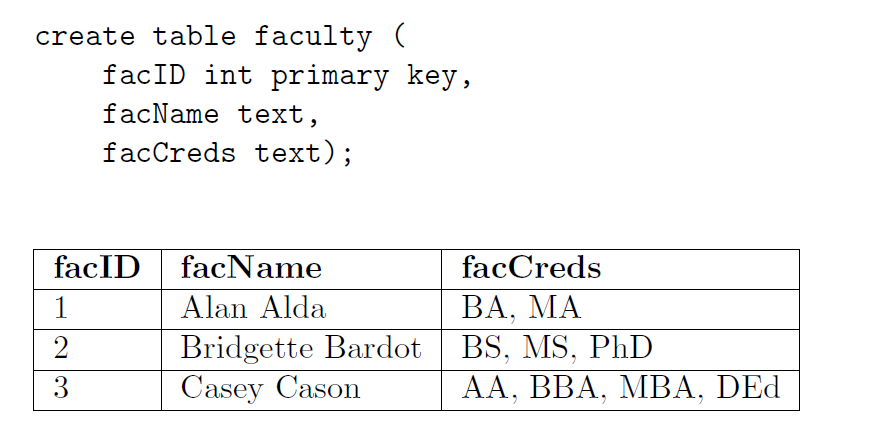 create table faculty (
facID int primary key,
facName text,
facCreds text);
facID facName facCreds
1 Alan Alda BA, MA
2 Bridgette Bardot BS, MS, PhD
3 Casey Cason AA, BBA, MBA, DEd